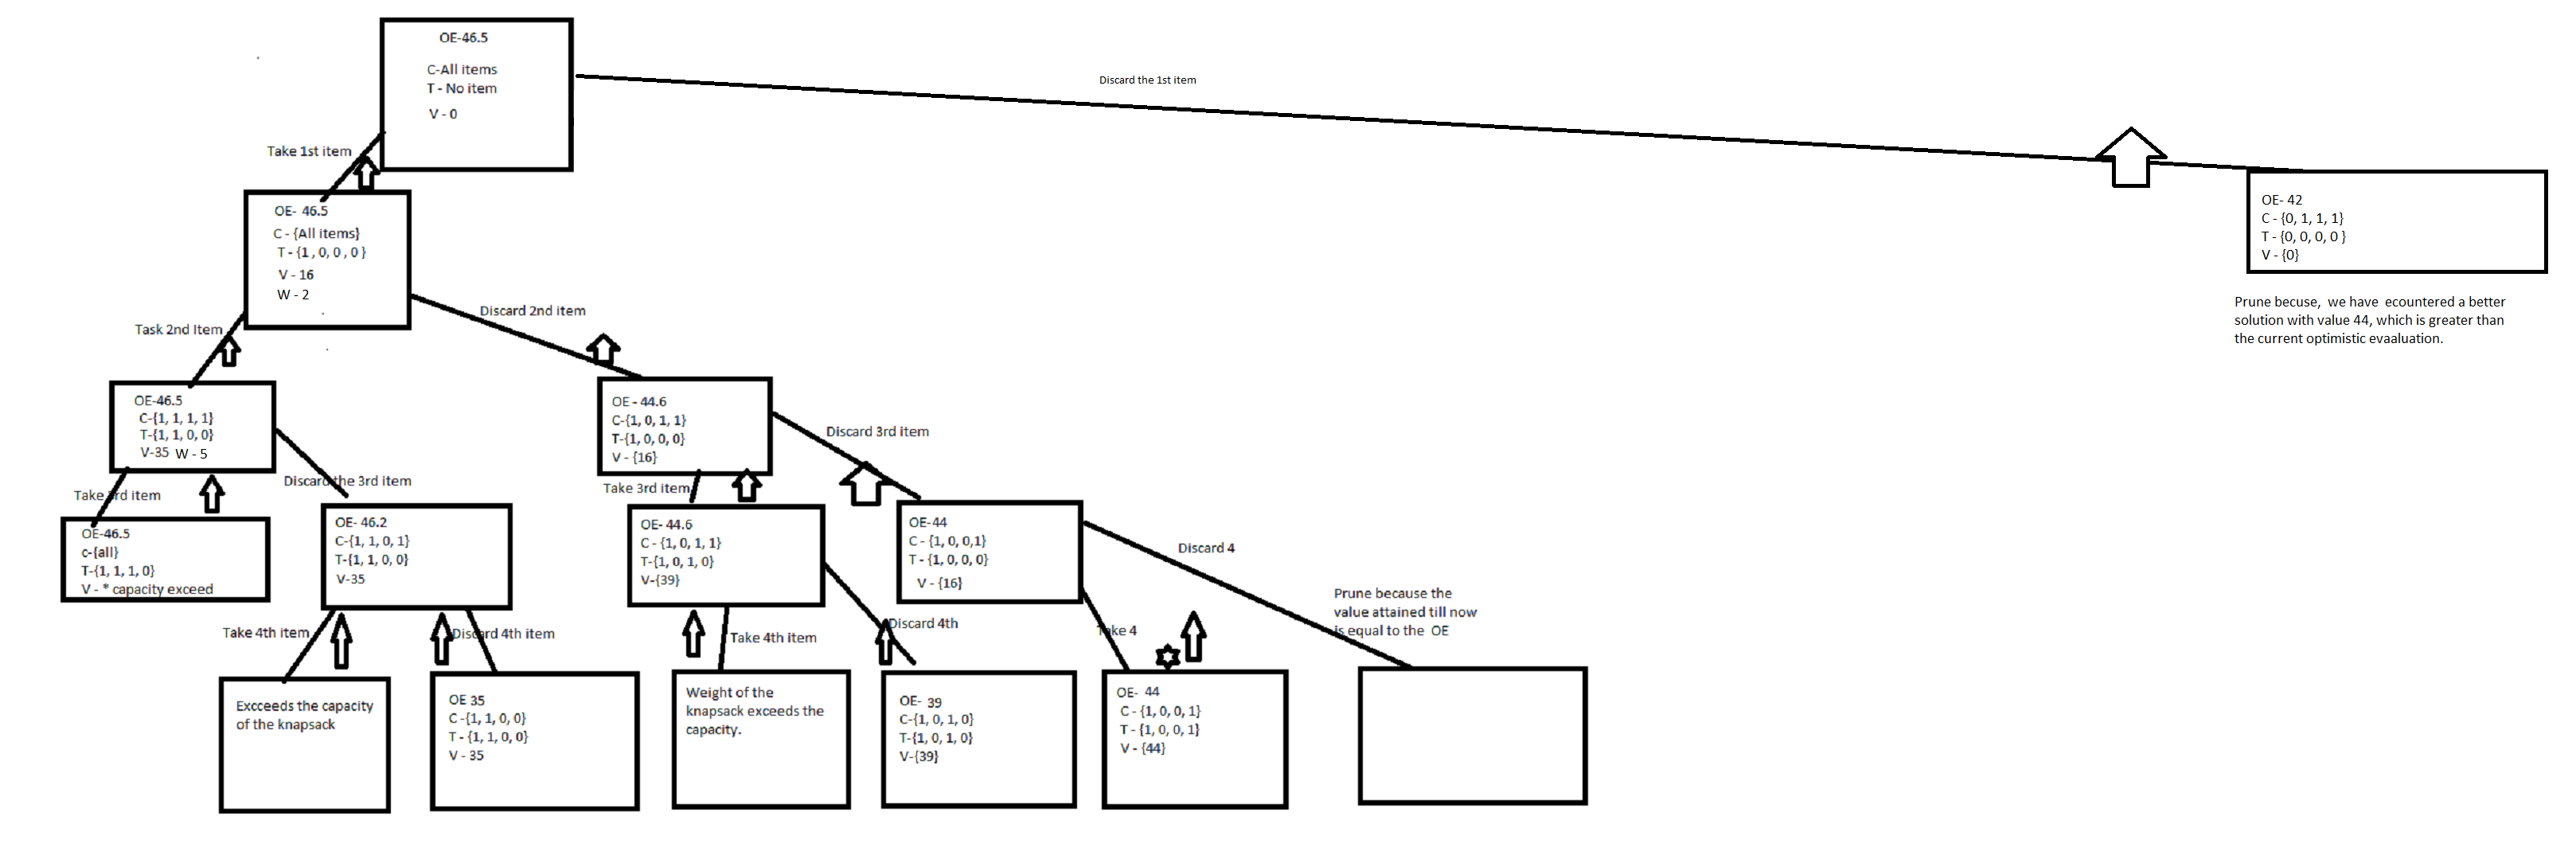 OE-46.5
C-All items
T - No item
V - 0
Discard the 1st item
Take 1st item
OE- 46.5
C - {All items}
T - {1 , 0, 0 , 0 }
V - 16
W - 2
OE- 42
C - {0, 1, 1, 1}
T - {0, 0, 0, 0 }
V - {0}
Prune becuse, we have ecountered a better
solution with value 44, which is greater than
the current optimistic evaaluation.
Task 2nd Item
Discard 2nd item
OE-46.5
C-{1, 1, 1, 1}
T-{1, 1, 0, 0}
V-35 W - 5
OE - 44.6
C-{1, 0, 1, 1}
T-{1, 0, 0, 0}
V - {16}
Discard 3rd item
Take 3rd item
Discard the 3rd item
Take 3rd item
OE-46.5
c-{all}
T-{1, 1, 1, 0}
V - * capacity exceed
OE- 46.2
C-{1, 1, 0, 1}
T-{1, 1, 0, 0}
V-35
OE- 44.6
C - {1, 0, 1, 1}
T-{1, 0, 1, 0}
V-{39}
OE-44
C - {1, 0, 0,1}
T - {1, 0, 0, 0}
V - {16}
Discard 4
Prune because the
value attained till now
is equal to the OE
Take 4th item
Discard 4th item
Take 4th item
Discard 4th
Take 4
Excceeds the capacity
of the knapsack
OE 35
C -{1, 1, 0, 0}
T - {1, 1, 0, 0}
V - 35
Weight of the
knapsack exceeds the
capacity.
OE- 39
C-{1, 0, 1, 0}
T-{1, 0, 1, 0}
V-{39}
OE- 44
C - {1, 0, 0, 1}
T - {1, 0, 0, 1}
V - {44}